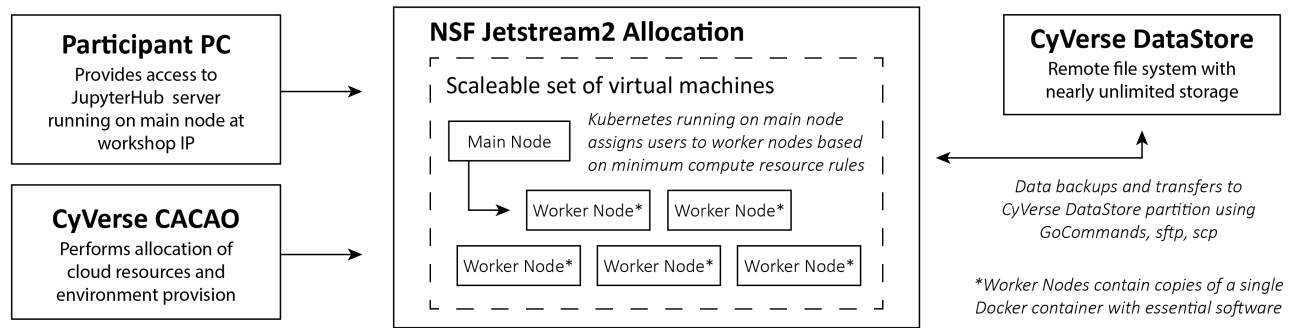 Participant PC
Provides access to
JupyterHub server
running on main node at
workshop IP
CyVerse CACAO
Performs allocation of
cloud resources and
environment provision
NSF Jetstream2 Allocation
Scaleable set of virtual machines
Main Node
Kubernetes running on main node
assigns users to worker nodes based
on minimum compute resource rules
Worker Node*
Worker Node*
Worker Node*
Worker Node*
Worker Node*
CyVerse DataStore
Remote file system with
nearly unlimited storage
Data backups and transfers to
CyVerse DataStore partition using
GoCommands, sftp, scp
*Worker Nodes contain copies of a single
Docker container with essential software